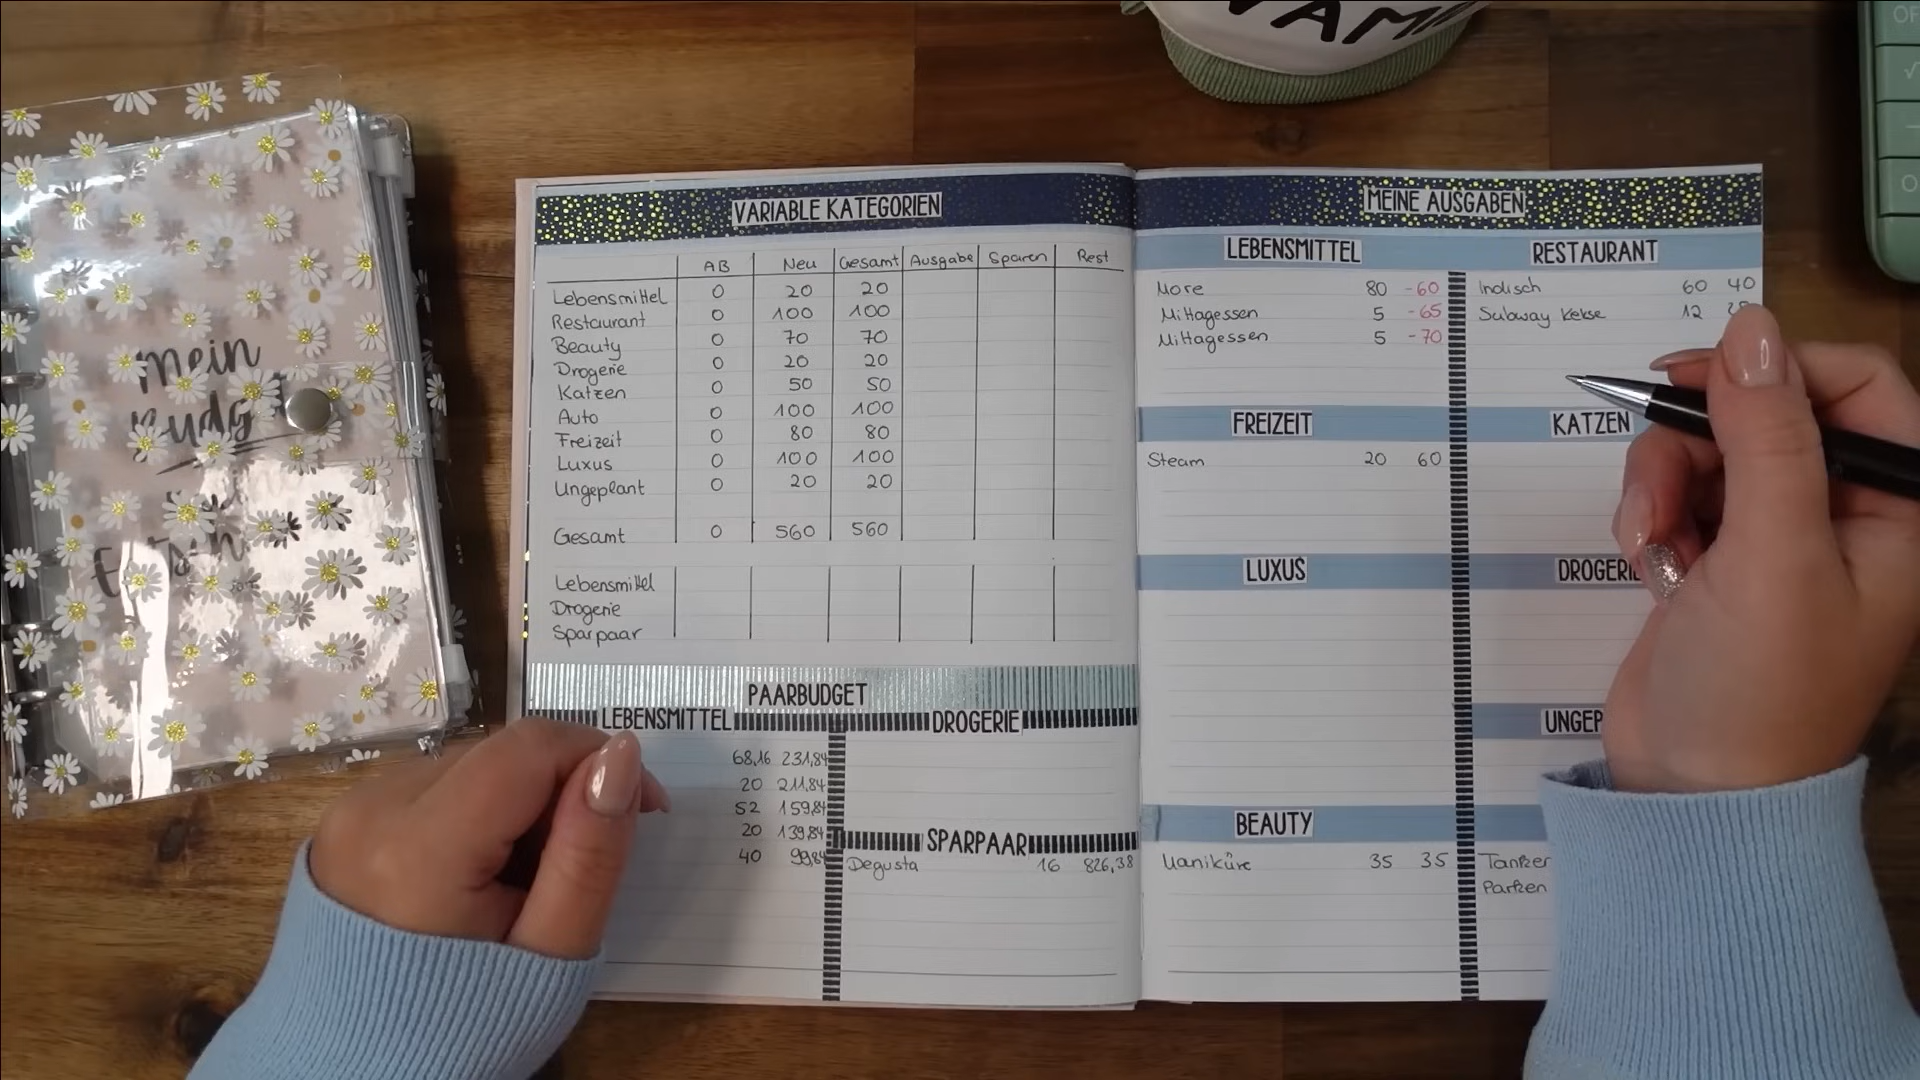 VAM
mein
Budg
VARIABLE KATEGORIEN
AB Neu Gesamt Ausgabe Sparen Rest
Lebensmittel 0 20 20
Restaurant 0 100 100
Beauty 0 70 70
Drogerie 0 20 20
Katzen 0 50 50
Auto 0 100 100
Freizeit 0 80 80
Luxus 0 100 100
Ungeplant 0 20 20
Gesamt 0 560 560
Lebensmittel
Drogerie
Sparpaar
PAARBUDGET
LEBENSMITTEL
68,16 231,84
20 211,84
52 159,84
20 139,84
40 99,84
DROGERIE
SPARPAAR
Degusta 16 826,38
MEINE AUSGABEN
LEBENSMITTEL
More 80 -60
Mittagessen 5 -65
Mittagessen 5 -70
RESTAURANT
Indisch 60 40
Subway Kekse 12
FREIZEIT
Steam 20 60
KATZEN
LUXUS
DROGERIE
UNGEP
BEAUTY
Maniküre 35 35
Tanken
Parken